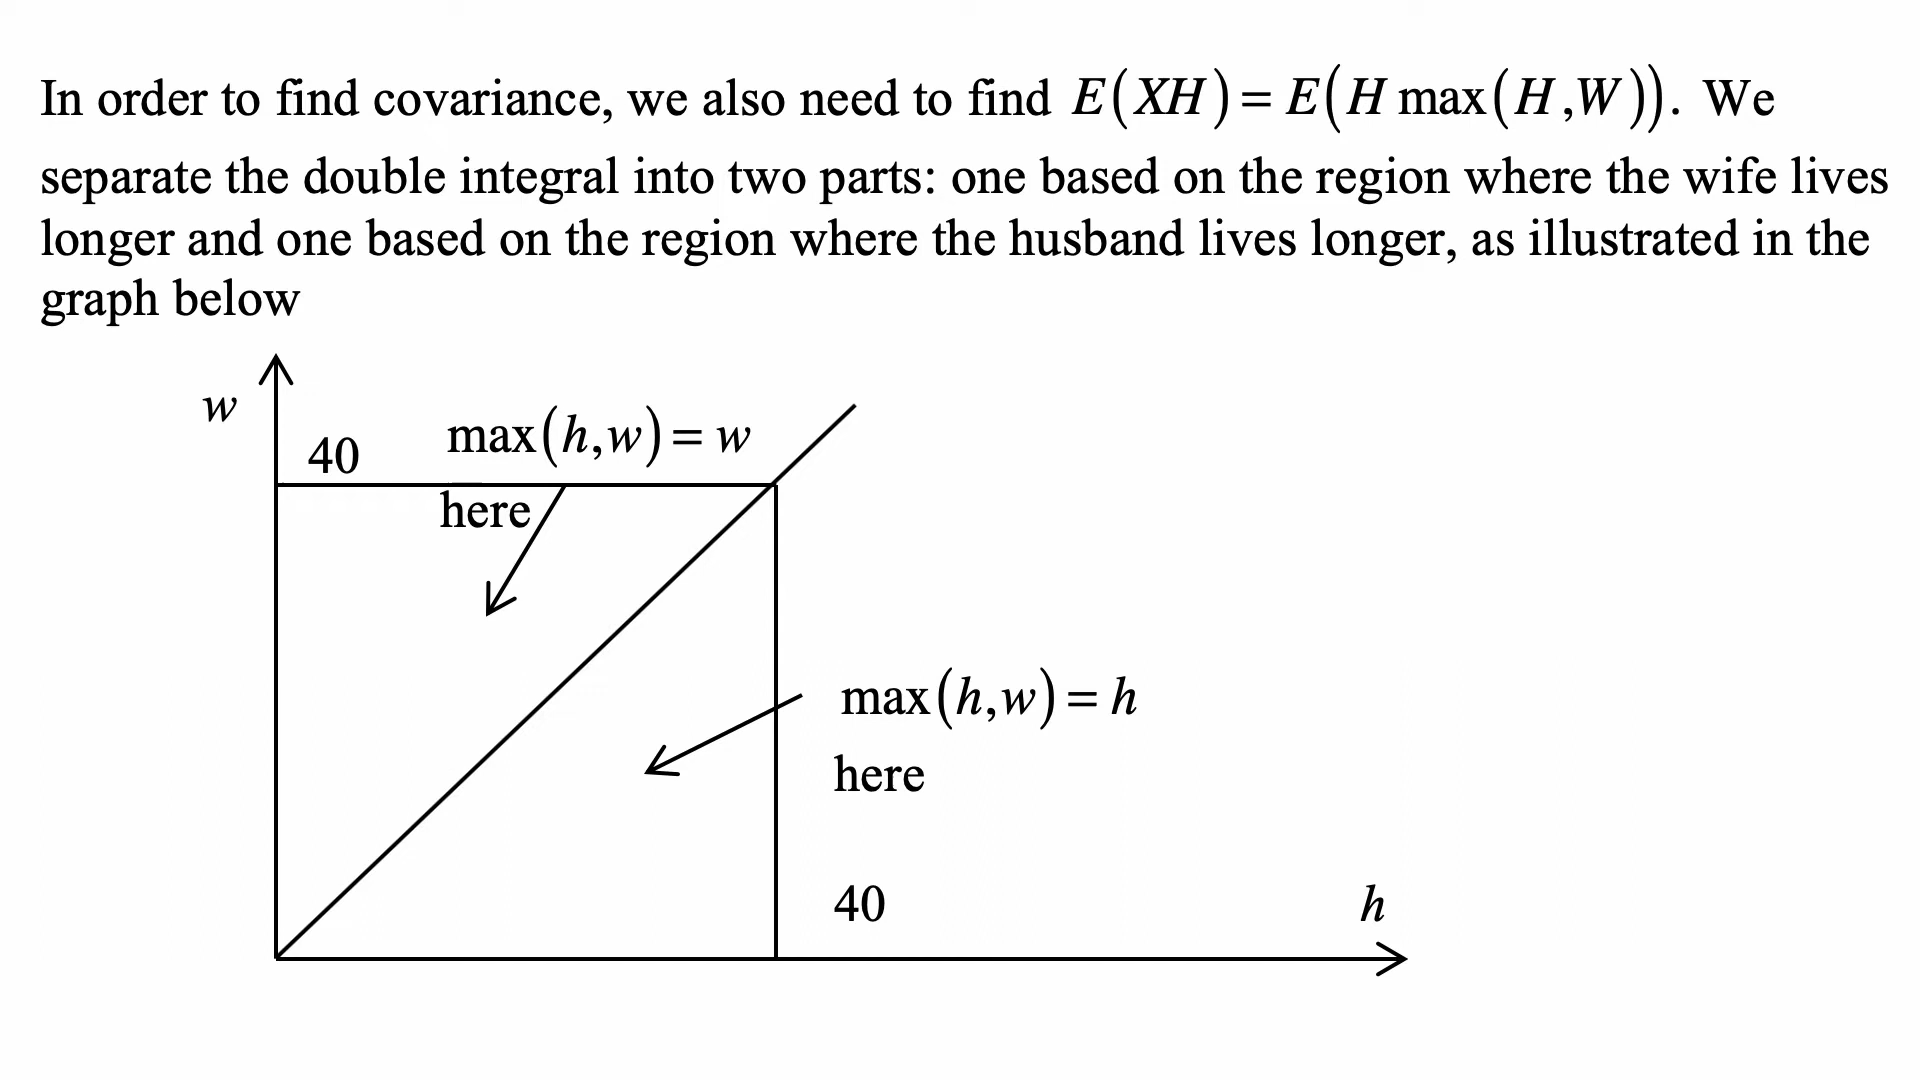 In order to find covariance, we also need to find E(XH) = E(H max(H,W)). We
separate the double integral into two parts: one based on the region where the wife lives
longer and one based on the region where the husband lives longer, as illustrated in the
graph below
w
40
max(h,w) = w
here
max(h,w) = h
here
40
h